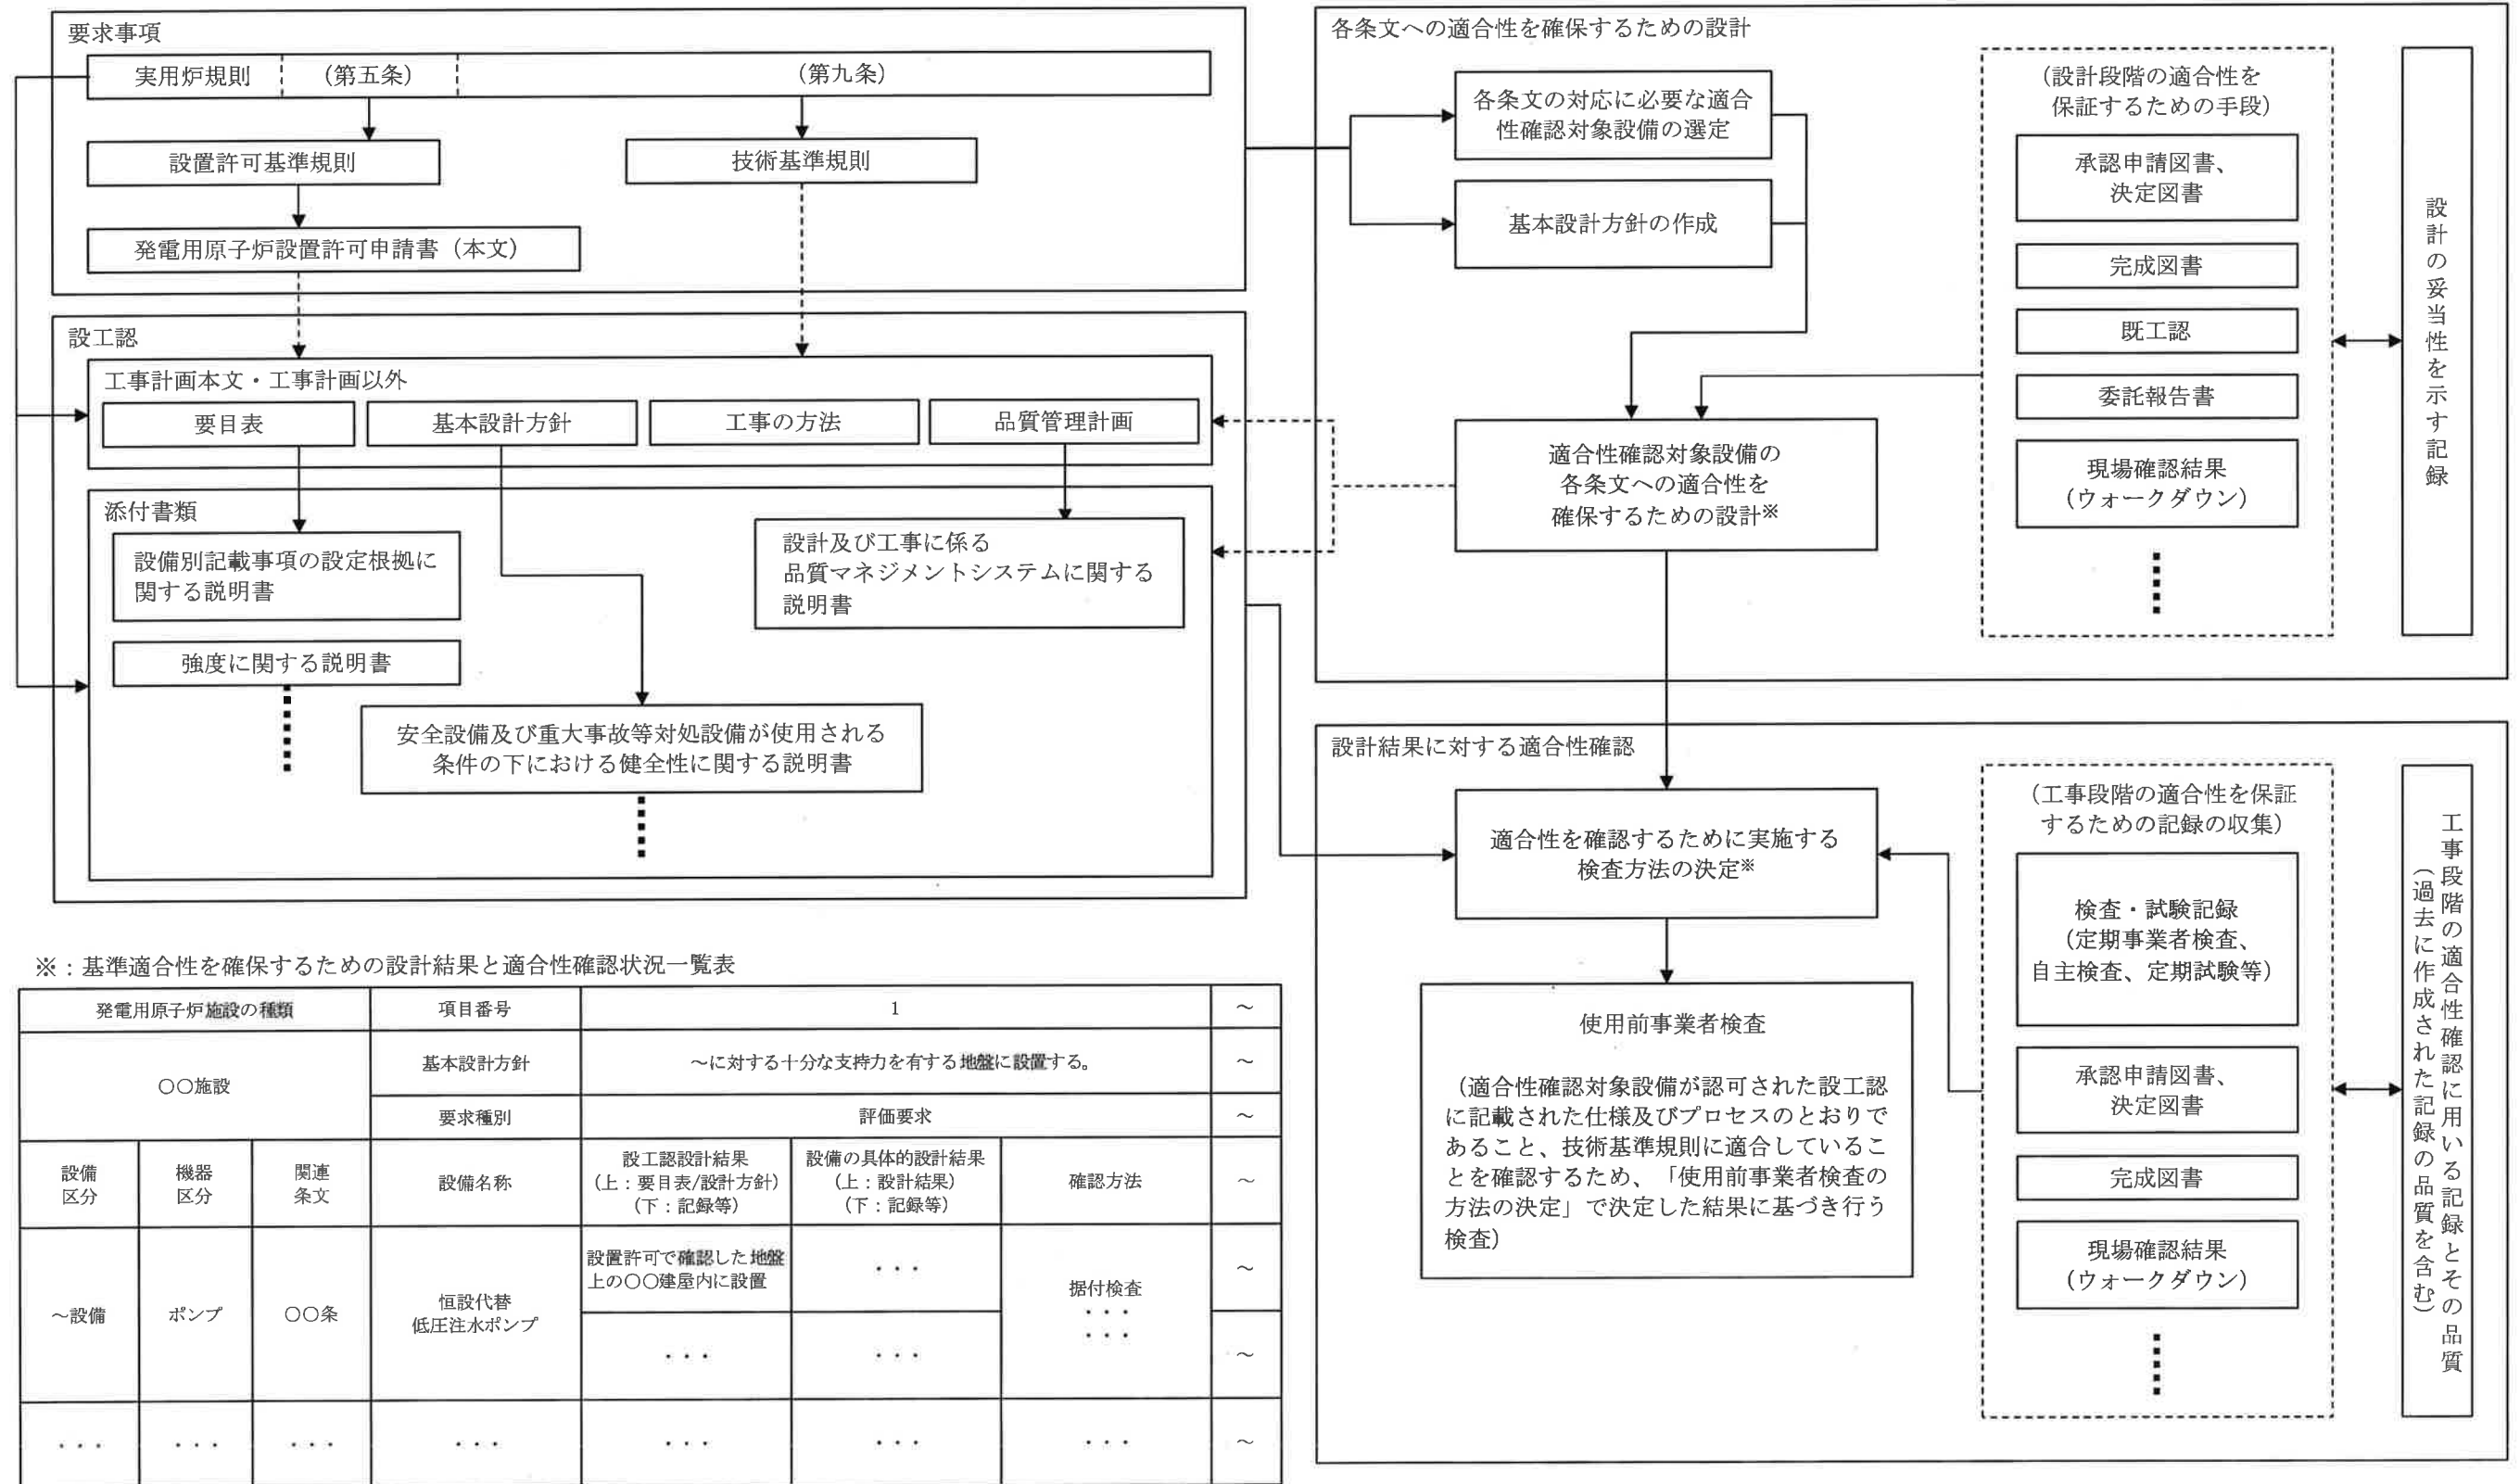 要求事項
実用炉規則
(第五条)
(第九条)
設置許可基準規則
技術基準規則
発電用原子炉設置許可申請書（本文）
設工認
工事計画本文・工事計画以外
要目表
基本設計方針
工事の方法
品質管理計画
添付書類
設備別記載事項の設定根拠に
関する説明書
設計及び工事に係る
品質マネジメントシステムに関する
説明書
強度に関する説明書
安全設備及び重大事故等対処設備が使用される
条件の下における健全性に関する説明書
各条文への適合性を確保するための設計
各条文の対応に必要な適合
性確認対象設備の選定
基本設計方針の作成
適合性確認対象設備の
各条文への適合性を
確保するための設計※
（設計段階の適合性を
保証するための手段）
承認申請図書、
決定図書
完成図書
既工認
委託報告書
現場確認結果
（ウォークダウン）
設計の妥当性を示す記録
設計結果に対する適合性確認
適合性を確認するために実施する
検査方法の決定※
使用前事業者検査
（適合性確認対象設備が認可された設工認
に記載された仕様及びプロセスのとおりで
あること、技術基準規則に適合しているこ
とを確認するため、「使用前事業者検査の
方法の決定」で決定した結果に基づき行う
検査）
（工事段階の適合性を保証
するための記録の収集）
検査・試験記録
（定期事業者検査、
自主検査、定期試験等）
承認申請図書、
決定図書
完成図書
現場確認結果
（ウォークダウン）
工事段階の適合性確認に用いる記録とその品質
（過去に作成された記録の品質を含む）
※：基準適合性を確保するための設計結果と適合性確認状況一覧表
発電用原子炉施設の種類
項目番号
1
～
〇〇施設
基本設計方針
～に対する十分な支持力を有する地盤に設置する。
～
要求種別
評価要求
～
設備
区分
機器
区分
関連
条文
設備名称
設工認設計結果
（上：要目表/設計方針）
（下：記録等）
設備の具体的設計結果
（上：設計結果）
（下：記録等）
確認方法
～
～設備
ポンプ
〇〇条
恒設代替
低圧注水ポンプ
設置許可で確認した地盤
上の〇〇建屋内に設置
・・・
据付検査
・・・
・・・
～
・・・
・・・
～
・・・
・・・
・・・
・・・
・・・
・・・
・・・
～